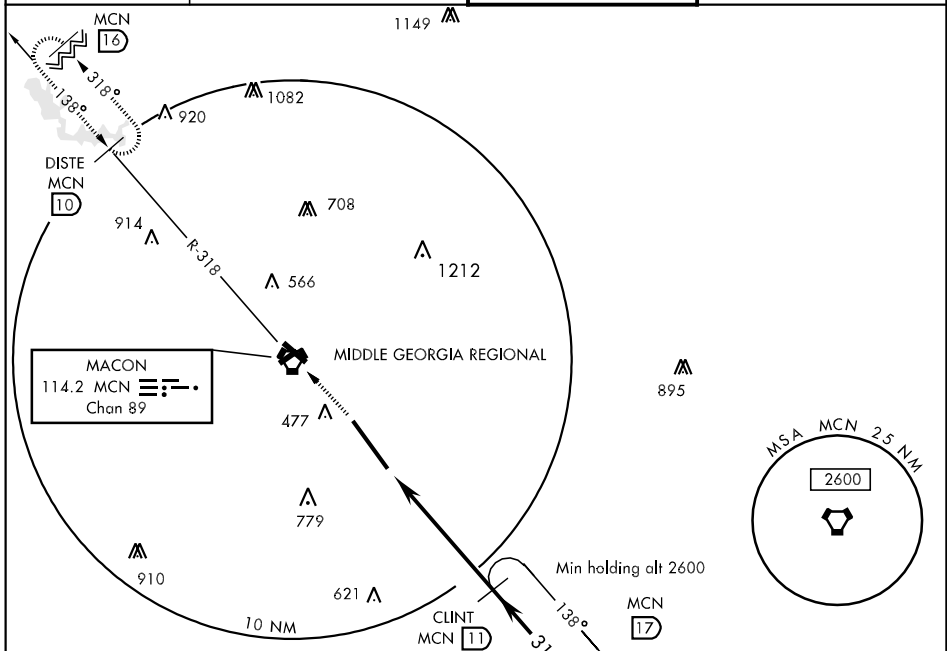 MCN
16
1149
318°
138°
1082
920
DISTE
MCN
10
708
914
R-318
1212
566
MIDDLE GEORGIA REGIONAL
MACON
114.2 MCN
Chan 89
895
477
MSA MCN 25 NM
2600
779
910
Min holding alt 2600
621
138°
MCN
17
10 NM
CLINT
MCN 11